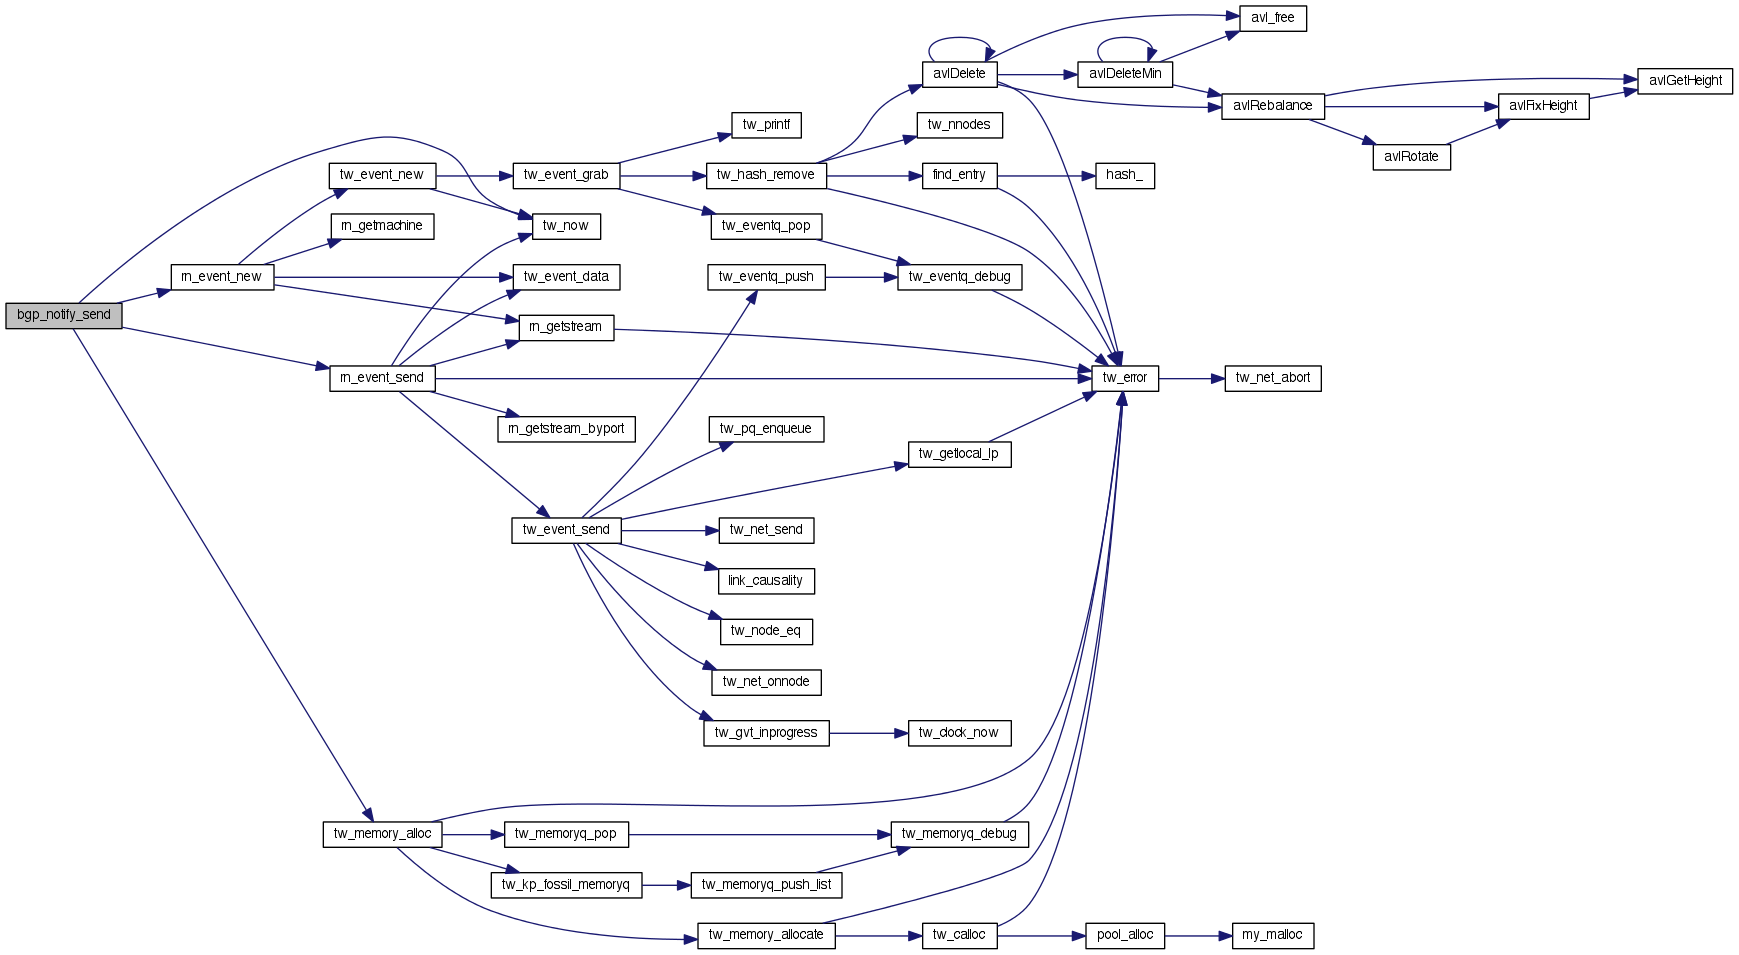 avl_free
avlDelete
avlDeleteMin
avlGetHeight
avlRebalance
avlFixHeight
tw_printf
tw_nnodes
avlRotate
tw_event_new
tw_event_grab
tw_hash_remove
find_entry
hash_
rn_getmachine
tw_now
tw_eventq_pop
rn_event_new
tw_event_data
tw_eventq_push
tw_eventq_debug
bgp_notify_send
rn_getstream
rn_event_send
tw_error
tw_net_abort
rn_getstream_byport
tw_pq_enqueue
tw_getlocal_lp
tw_event_send
tw_net_send
link_causality
tw_node_eq
tw_net_onnode
tw_gvt_inprogress
tw_clock_now
tw_memory_alloc
tw_memoryq_pop
tw_memoryq_debug
tw_kp_fossil_memoryq
tw_memoryq_push_list
tw_memory_allocate
tw_calloc
pool_alloc
my_malloc